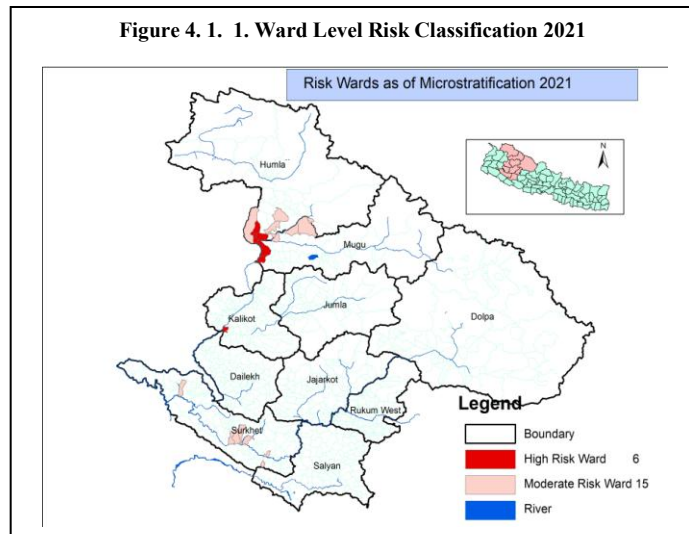 Figure 4. 1. 1. Ward Level Risk Classification 2021
Risk Wards as of Microstratification 2021
N
Humla
Mugu
Kalikot
Jumla
Dolpa
Dailekh
Jajarkot
Rukum West
Surkhet
Salyan
Legend
Boundary
High Risk Ward 6
Moderate Risk Ward 15
River